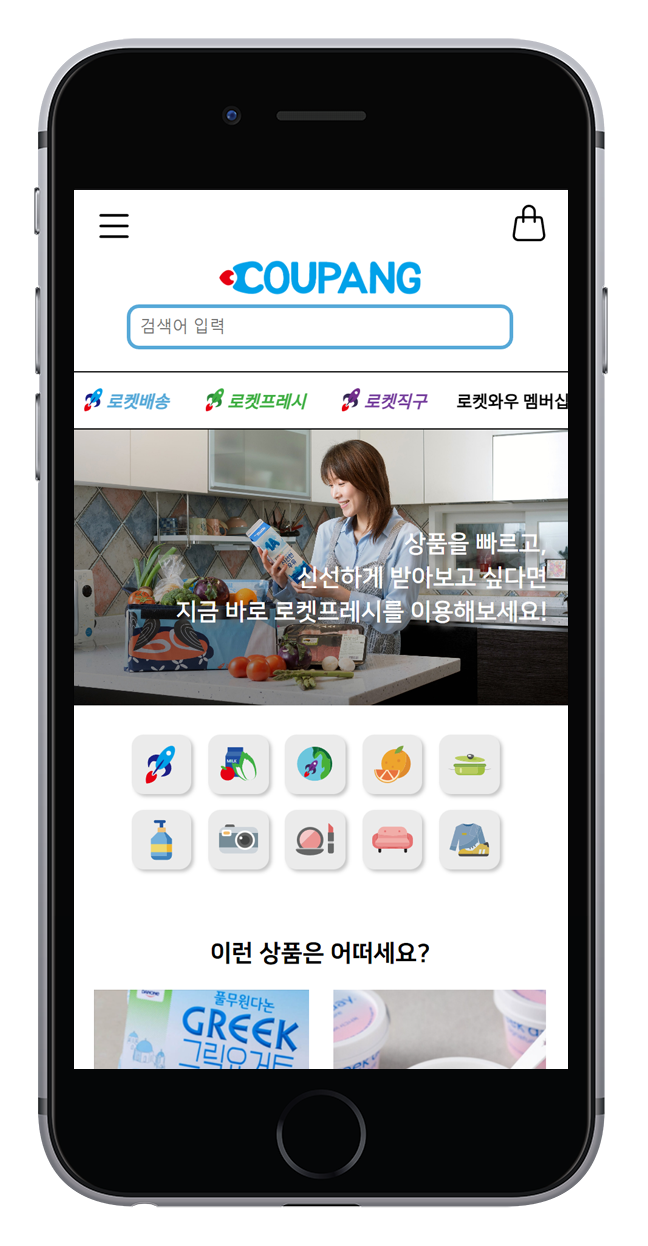 COUPANG
검색어 입력
로켓배송 로켓프레시 로켓직구 로켓와우 멤버십
상품을 빠르고,
신선하게 받아보고 싶다면
지금 바로 로켓프레시를 이용해보세요!
MILK
이런 상품은 어떠세요?
풀무원다논
GREEK
그릭요거트